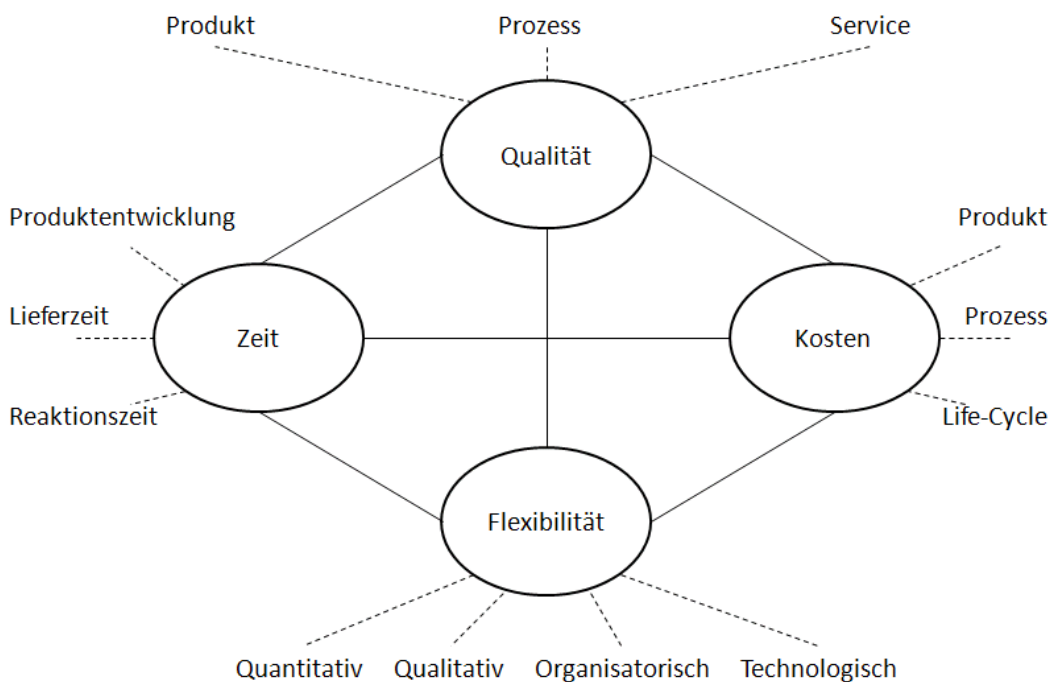 Produkt
Prozess
Service
Qualität
Produktentwicklung
Produkt
Lieferzeit
Zeit
Kosten
Prozess
Reaktionszeit
Life-Cycle
Flexibilität
Quantitativ
Qualitativ
Organisatorisch
Technologisch